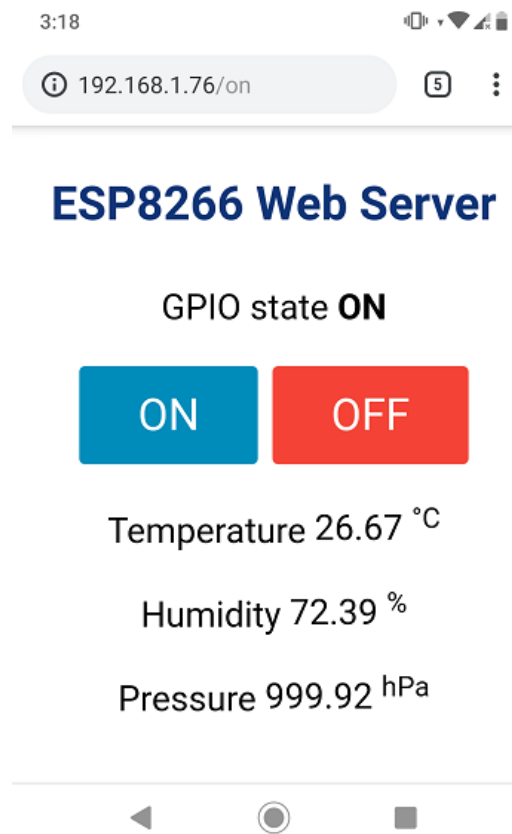 3:18
192.168.1.76/on
5
ESP8266 Web Server
GPIO state ON
ON OFF
Temperature 26.67 °C
Humidity 72.39 %
Pressure 999.92 hPa